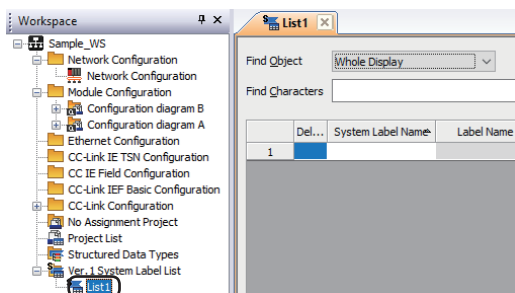 Workspace
Sample_WS
Network Configuration
Network Configuration
Module Configuration
Configuration diagram B
Configuration diagram A
Ethernet Configuration
CC-Link IE TSN Configuration
CC IE Field Configuration
CC-Link IEF Basic Configuration
CC-Link Configuration
No Assignment Project
Project List
Structured Data Types
Ver.1 System Label List
List1
List1
Find Object Whole Display
Find Characters
Del... System Label Name Label Name
1